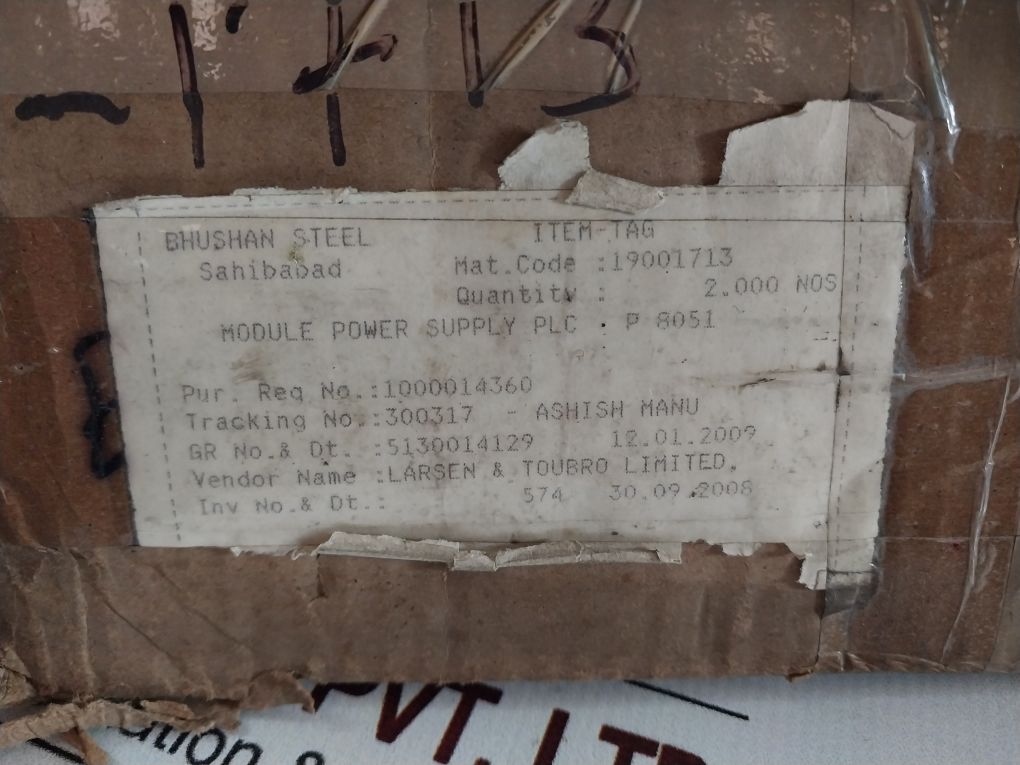 BHUSHAN STEEL ITEM-TAG
Sahibabad Mat.Code :19001713
Quantity : 2.000 NOS
MODULE POWER SUPPLY PLC · P 8051
Pur. Req No.:1000014360
Tracking No.:300317 - ASHISH MANU
GR No.& Dt. :5130014129 12.01.2009
Vendor Name :LARSEN & TOUBRO LIMITED.
Inv No.& Dt.: 574 30.09.2008
PVT. LTD
&